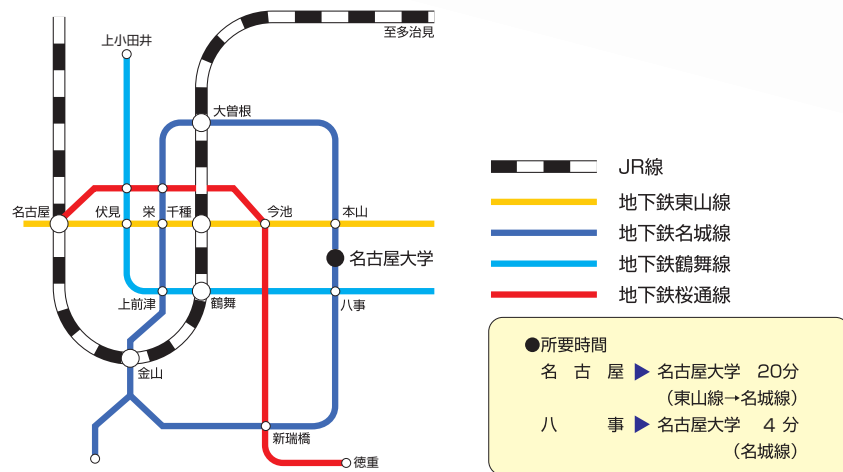 至多治見
上小田井
大曽根
名古屋
伏見
栄
千種
今池
本山
名古屋大学
上前津
鶴舞
八事
金山
新瑞橋
徳重
JR線
地下鉄東山線
地下鉄名城線
地下鉄鶴舞線
地下鉄桜通線
●所要時間
名古屋▶名古屋大学 20分
（東山線→名城線）
八事▶名古屋大学 4分
（名城線）